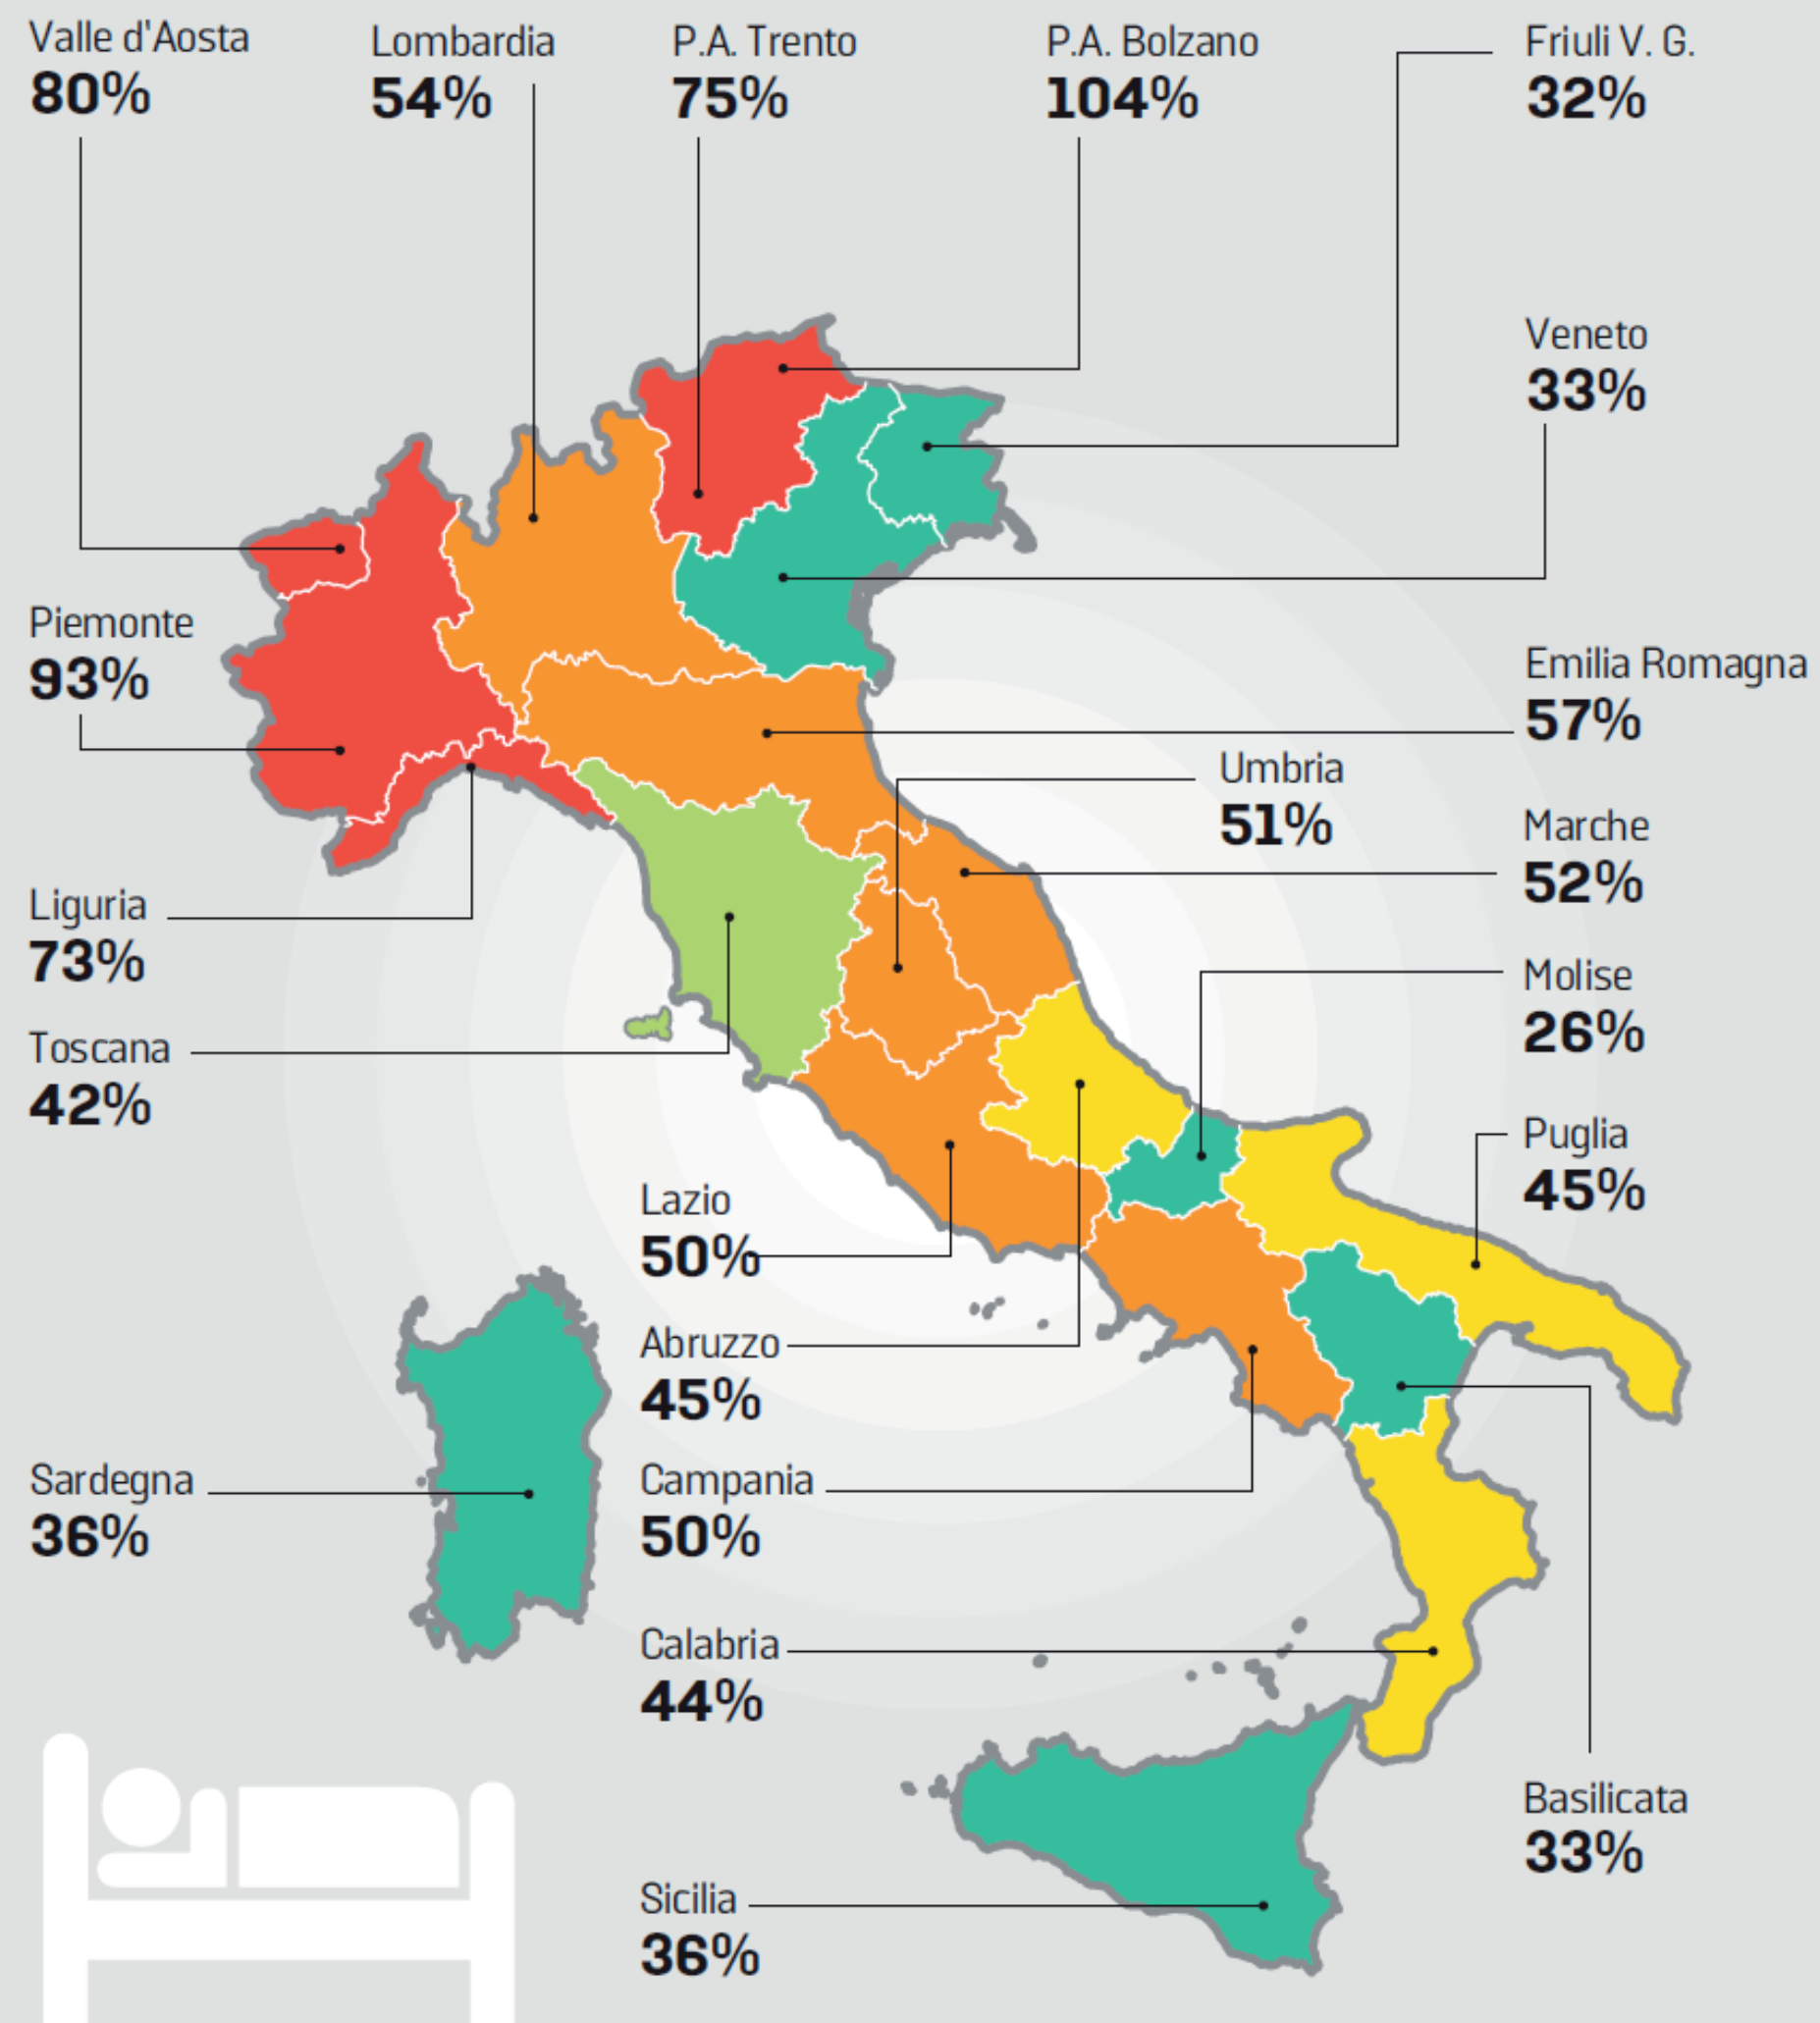 Valle d'Aosta
80%
Lombardia
54%
P.A. Trento
75%
P.A. Bolzano
104%
Friuli V. G.
32%
Veneto
33%
Piemonte
93%
Emilia Romagna
57%
Umbria
51%
Marche
52%
Liguria
73%
Molise
26%
Toscana
42%
Puglia
45%
Lazio
50%
Abruzzo
45%
Sardegna
36%
Campania
50%
Calabria
44%
Basilicata
33%
Sicilia
36%